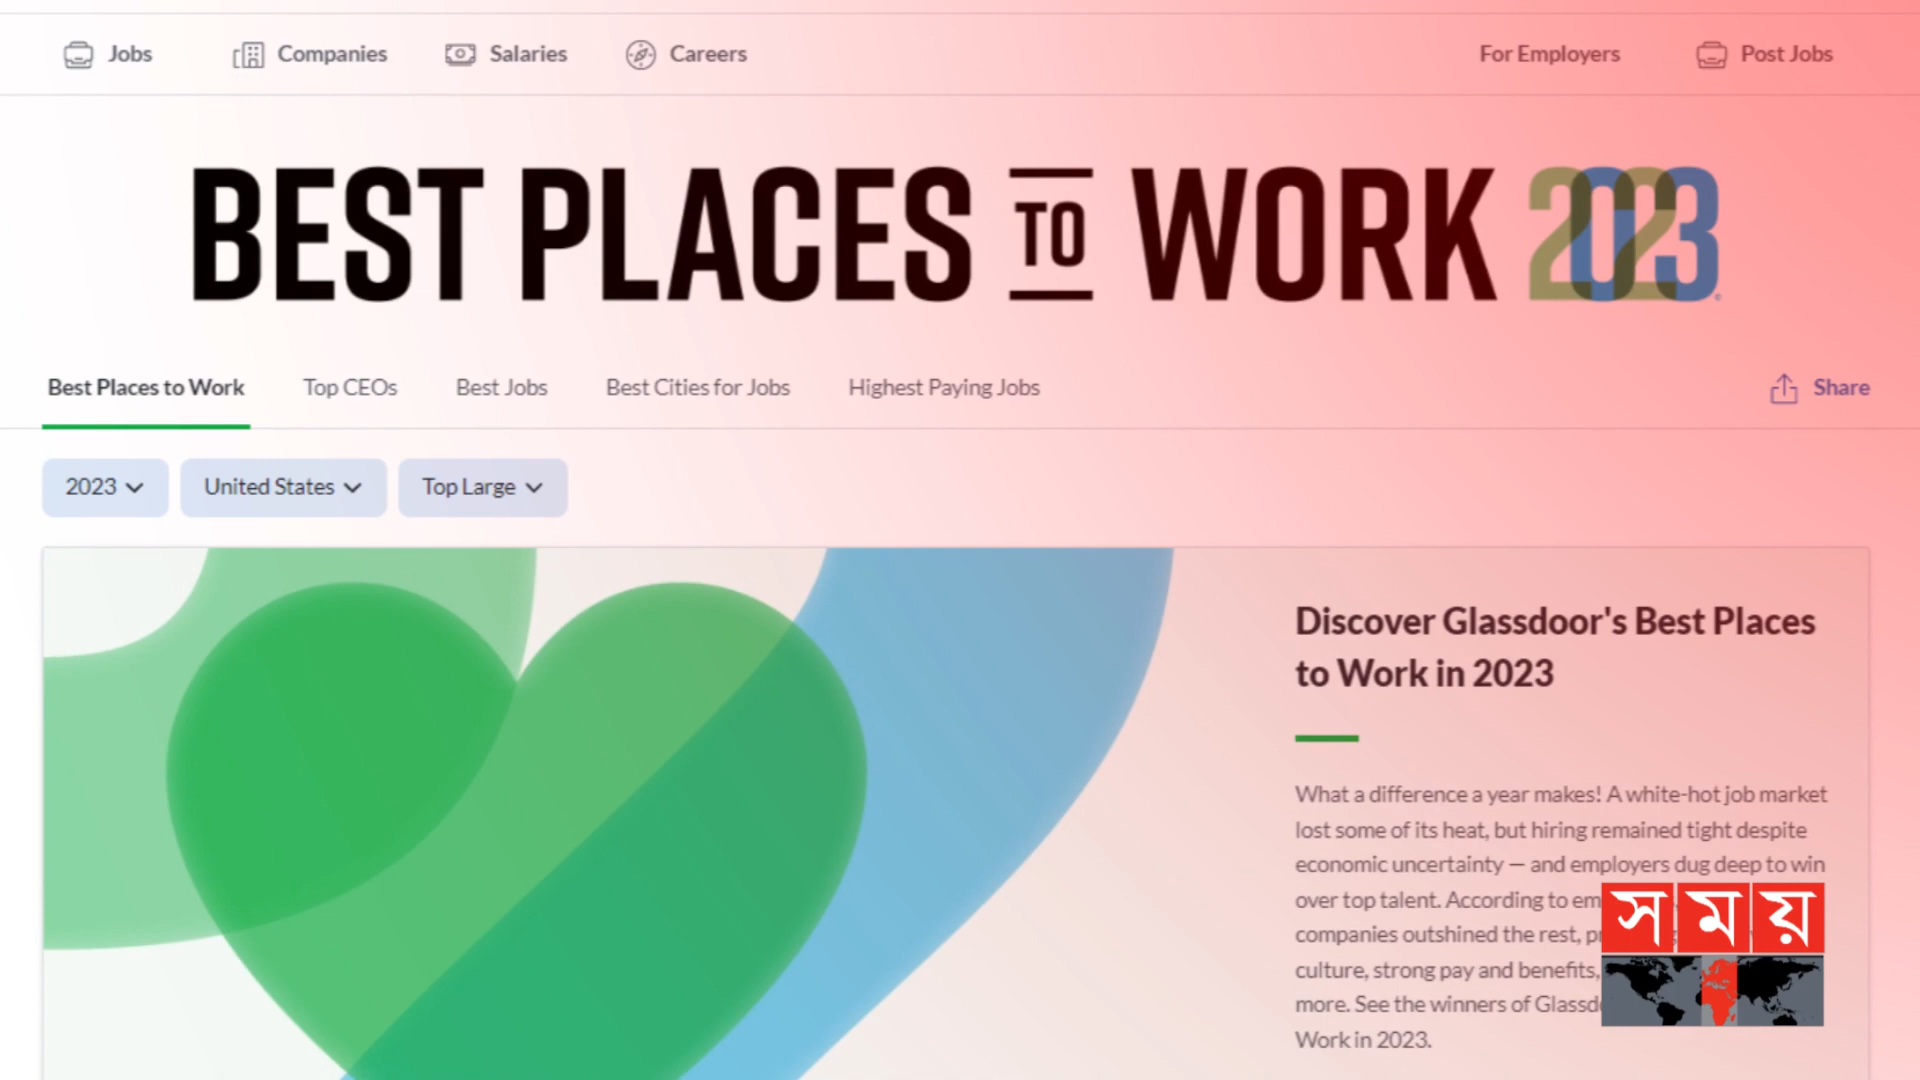 Jobs Companies Salaries Careers For Employers Post Jobs
BEST PLACES TO WORK 2023
Best Places to Work Top CEOs Best Jobs Best Cities for Jobs Highest Paying Jobs Share
2023 United States Top Large
Discover Glassdoor's Best Places
to Work in 2023
What a difference a year makes! A white-hot job market
lost some of its heat, but hiring remained tight despite
economic uncertainty — and employers dug deep to win
over top talent. According to
companies outshined the rest,
culture, strong pay and benefits,
more. See the winners of
Work in 2023.
সময়